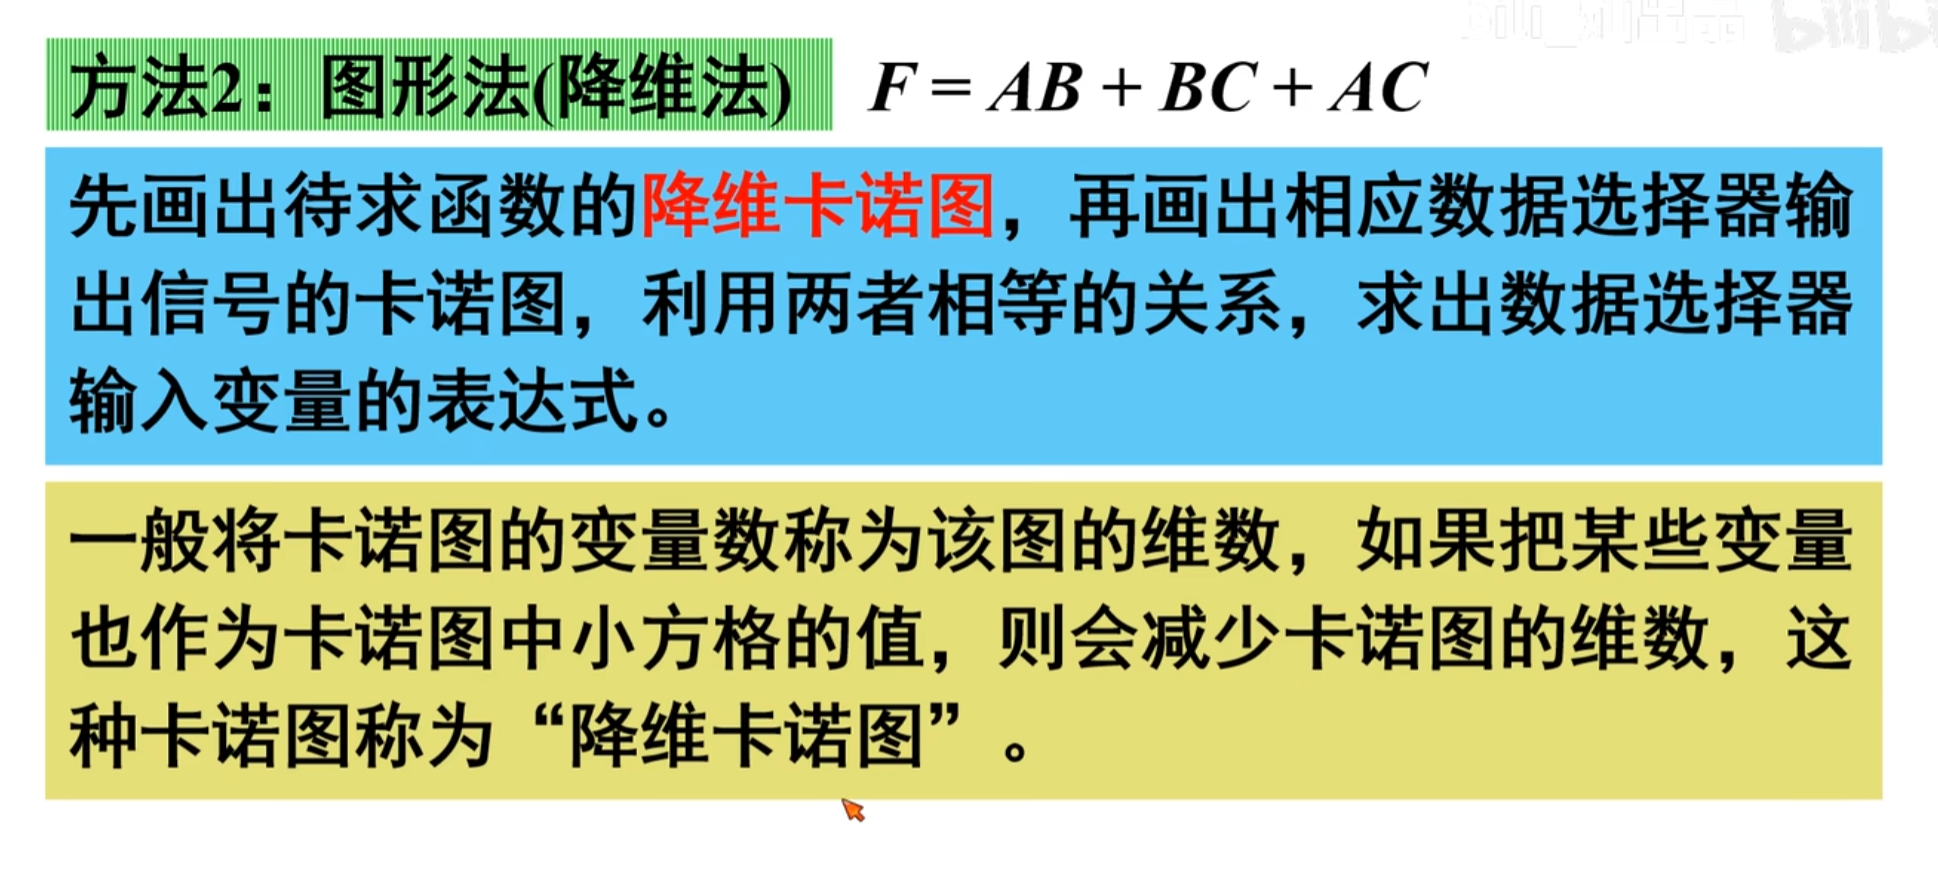 方法2：图形法(降维法) F = AB + BC + AC
先画出待求函数的降维卡诺图，再画出相应数据选择器输
出信号的卡诺图，利用两者相等的关系，求出数据选择器
输入变量的表达式。
一般将卡诺图的变量数称为该图的维数，如果把某些变量
也作为卡诺图中小方格的值，则会减少卡诺图的维数，这
种卡诺图称为“降维卡诺图”。